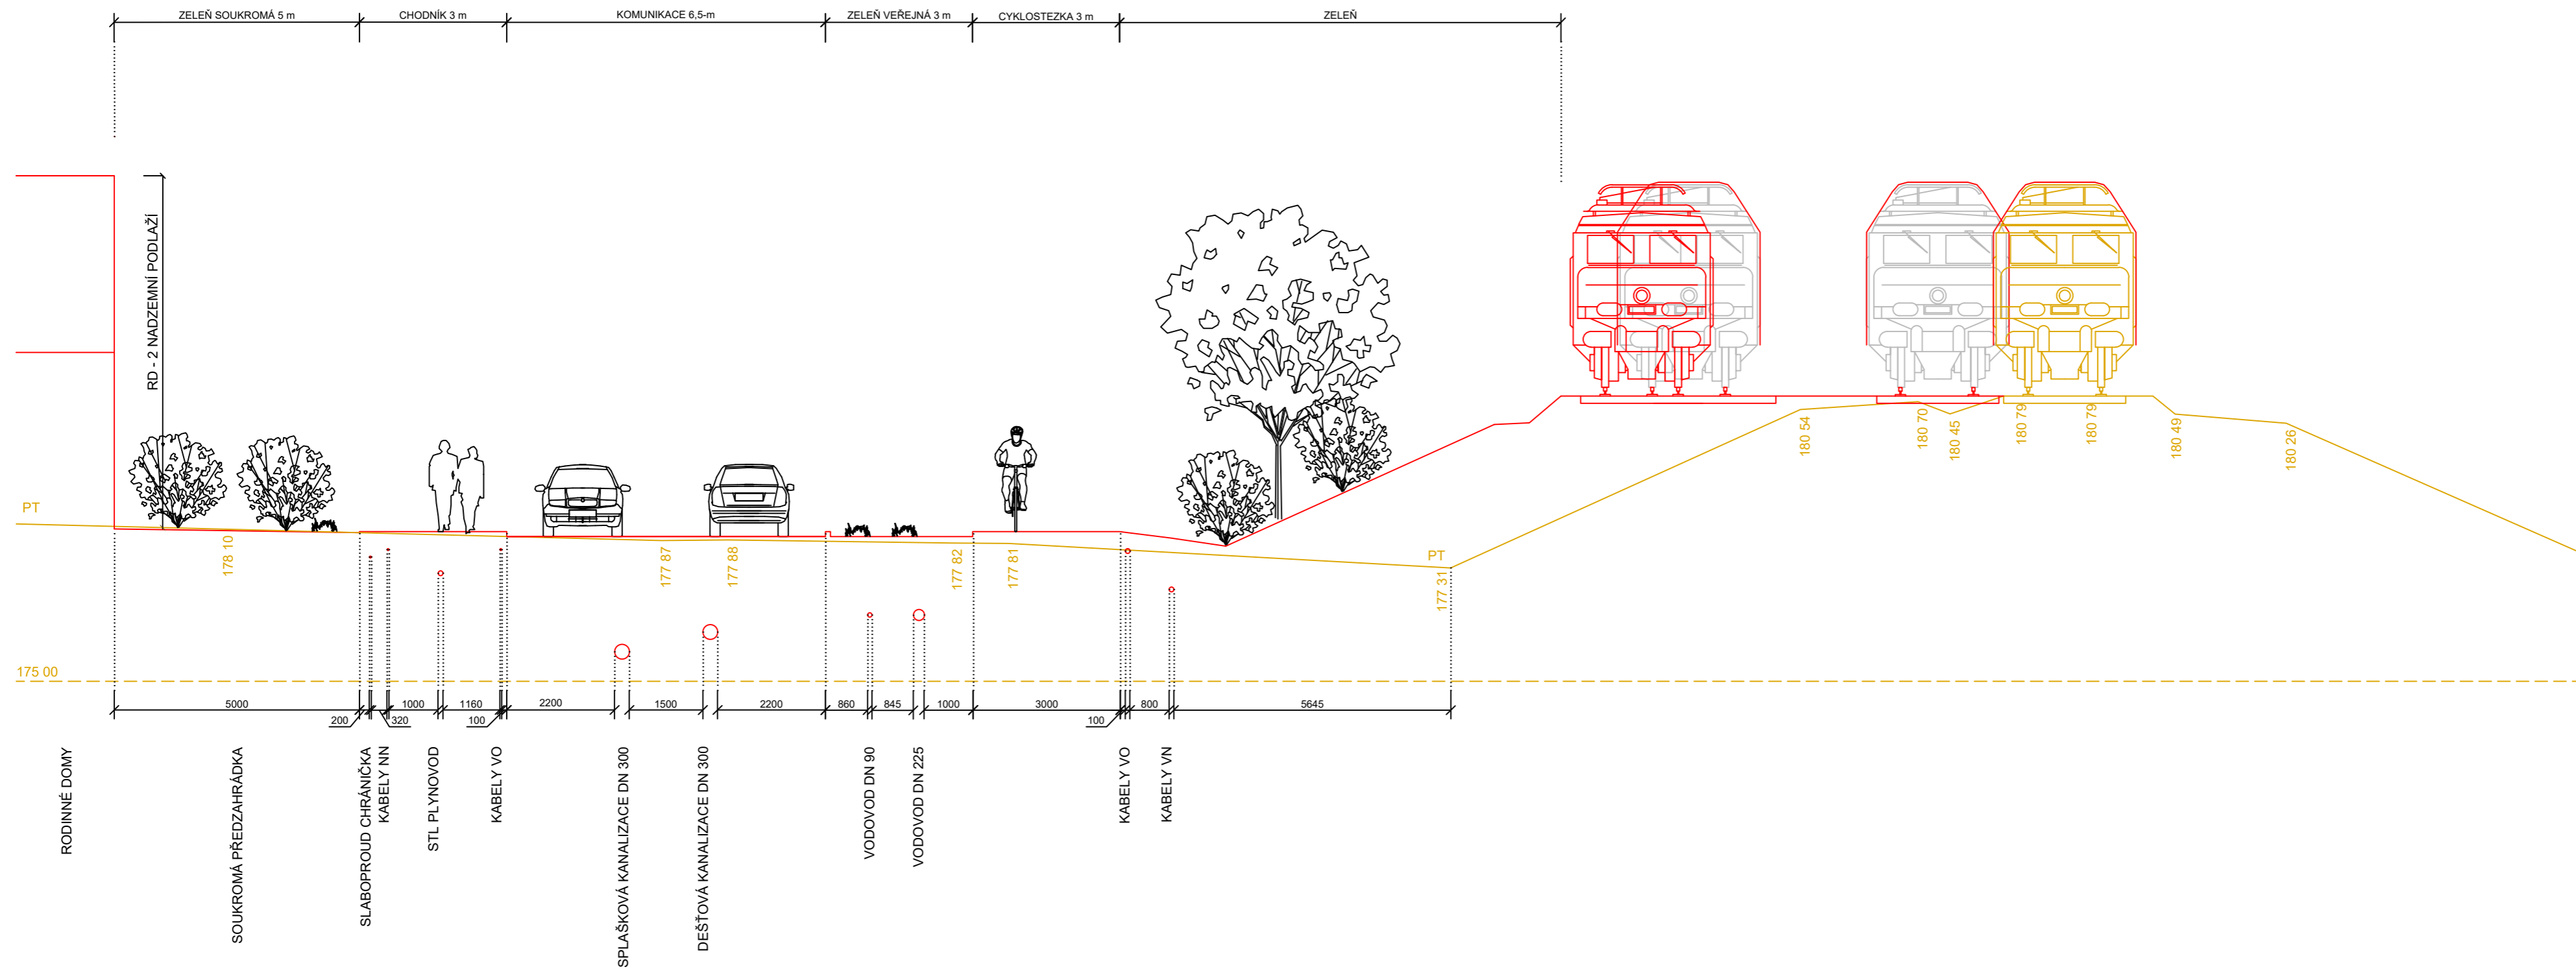 ZELEŇ SOUKROMÁ 5 m
CHODNÍK 3 m
KOMUNIKACE 6,5-m
ZELEŇ VEŘEJNÁ 3 m
CYKLOSTEZKA 3 m
ZELEŇ
RD - 2 NADZEMNÍ PODLAŽÍ
PT
178 10
177 87
177 88
177 82
177 81
PT
177 31
180 54
180 70
180 45
180 79
180 79
180 49
180 26
175 00
5000
200
320
1000
1160
100
2200
1500
2200
860
845
1000
3000
100
800
5645
RODINNÉ DOMY
SOUKROMÁ PŘEDZAHRÁDKA
SLABOPROUD CHRÁNIČKA
KABELY NN
STL PLYNOVOD
KABELY VO
SPLAŠKOVÁ KANALIZACE DN 300
DEŠŤOVÁ KANALIZACE DN 300
VODOVOD DN 90
VODOVOD DN 225
KABELY VO
KABELY VN